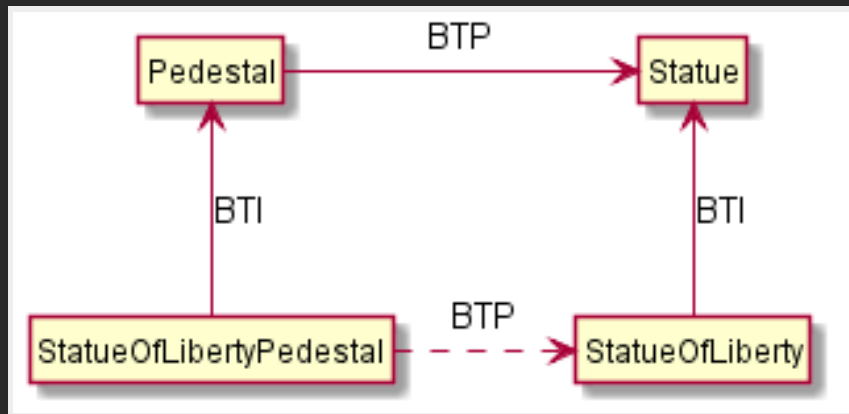 BTP
Pedestal
Statue
BTI
BTI
BTP
StatueOfLibertyPedestal
StatueOfLiberty